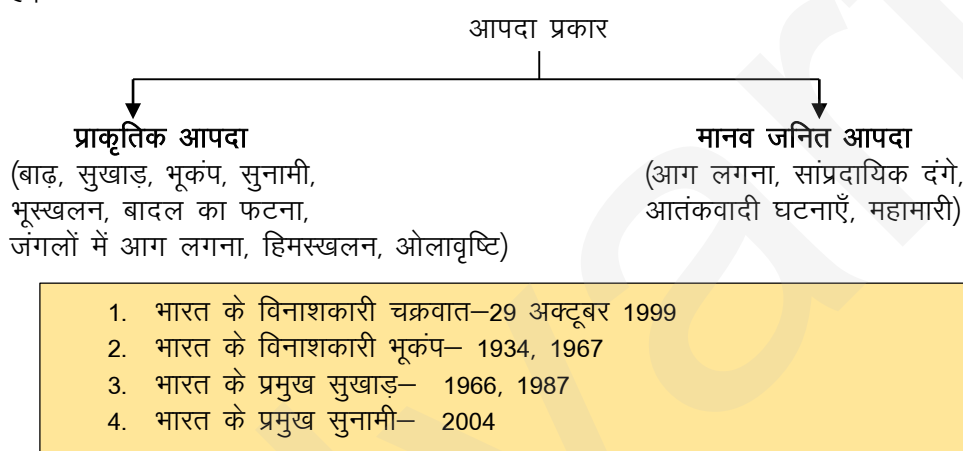 आपदा प्रकार
प्राकृतिक आपदा
(बाढ़, सुखाड़, भूकंप, सुनामी,
भूस्खलन, बादल का फटना,
जंगलों में आग लगना, हिमस्खलन, ओलावृष्टि)
मानव जनित आपदा
(आग लगना, सांप्रदायिक दंगे,
आतंकवादी घटनाएँ, महामारी)
1. भारत के विनाशकारी चक्रवात–29 अक्टूबर 1999
2. भारत के विनाशकारी भूकंप– 1934, 1967
3. भारत के प्रमुख सुखाड़– 1966, 1987
4. भारत के प्रमुख सुनामी– 2004